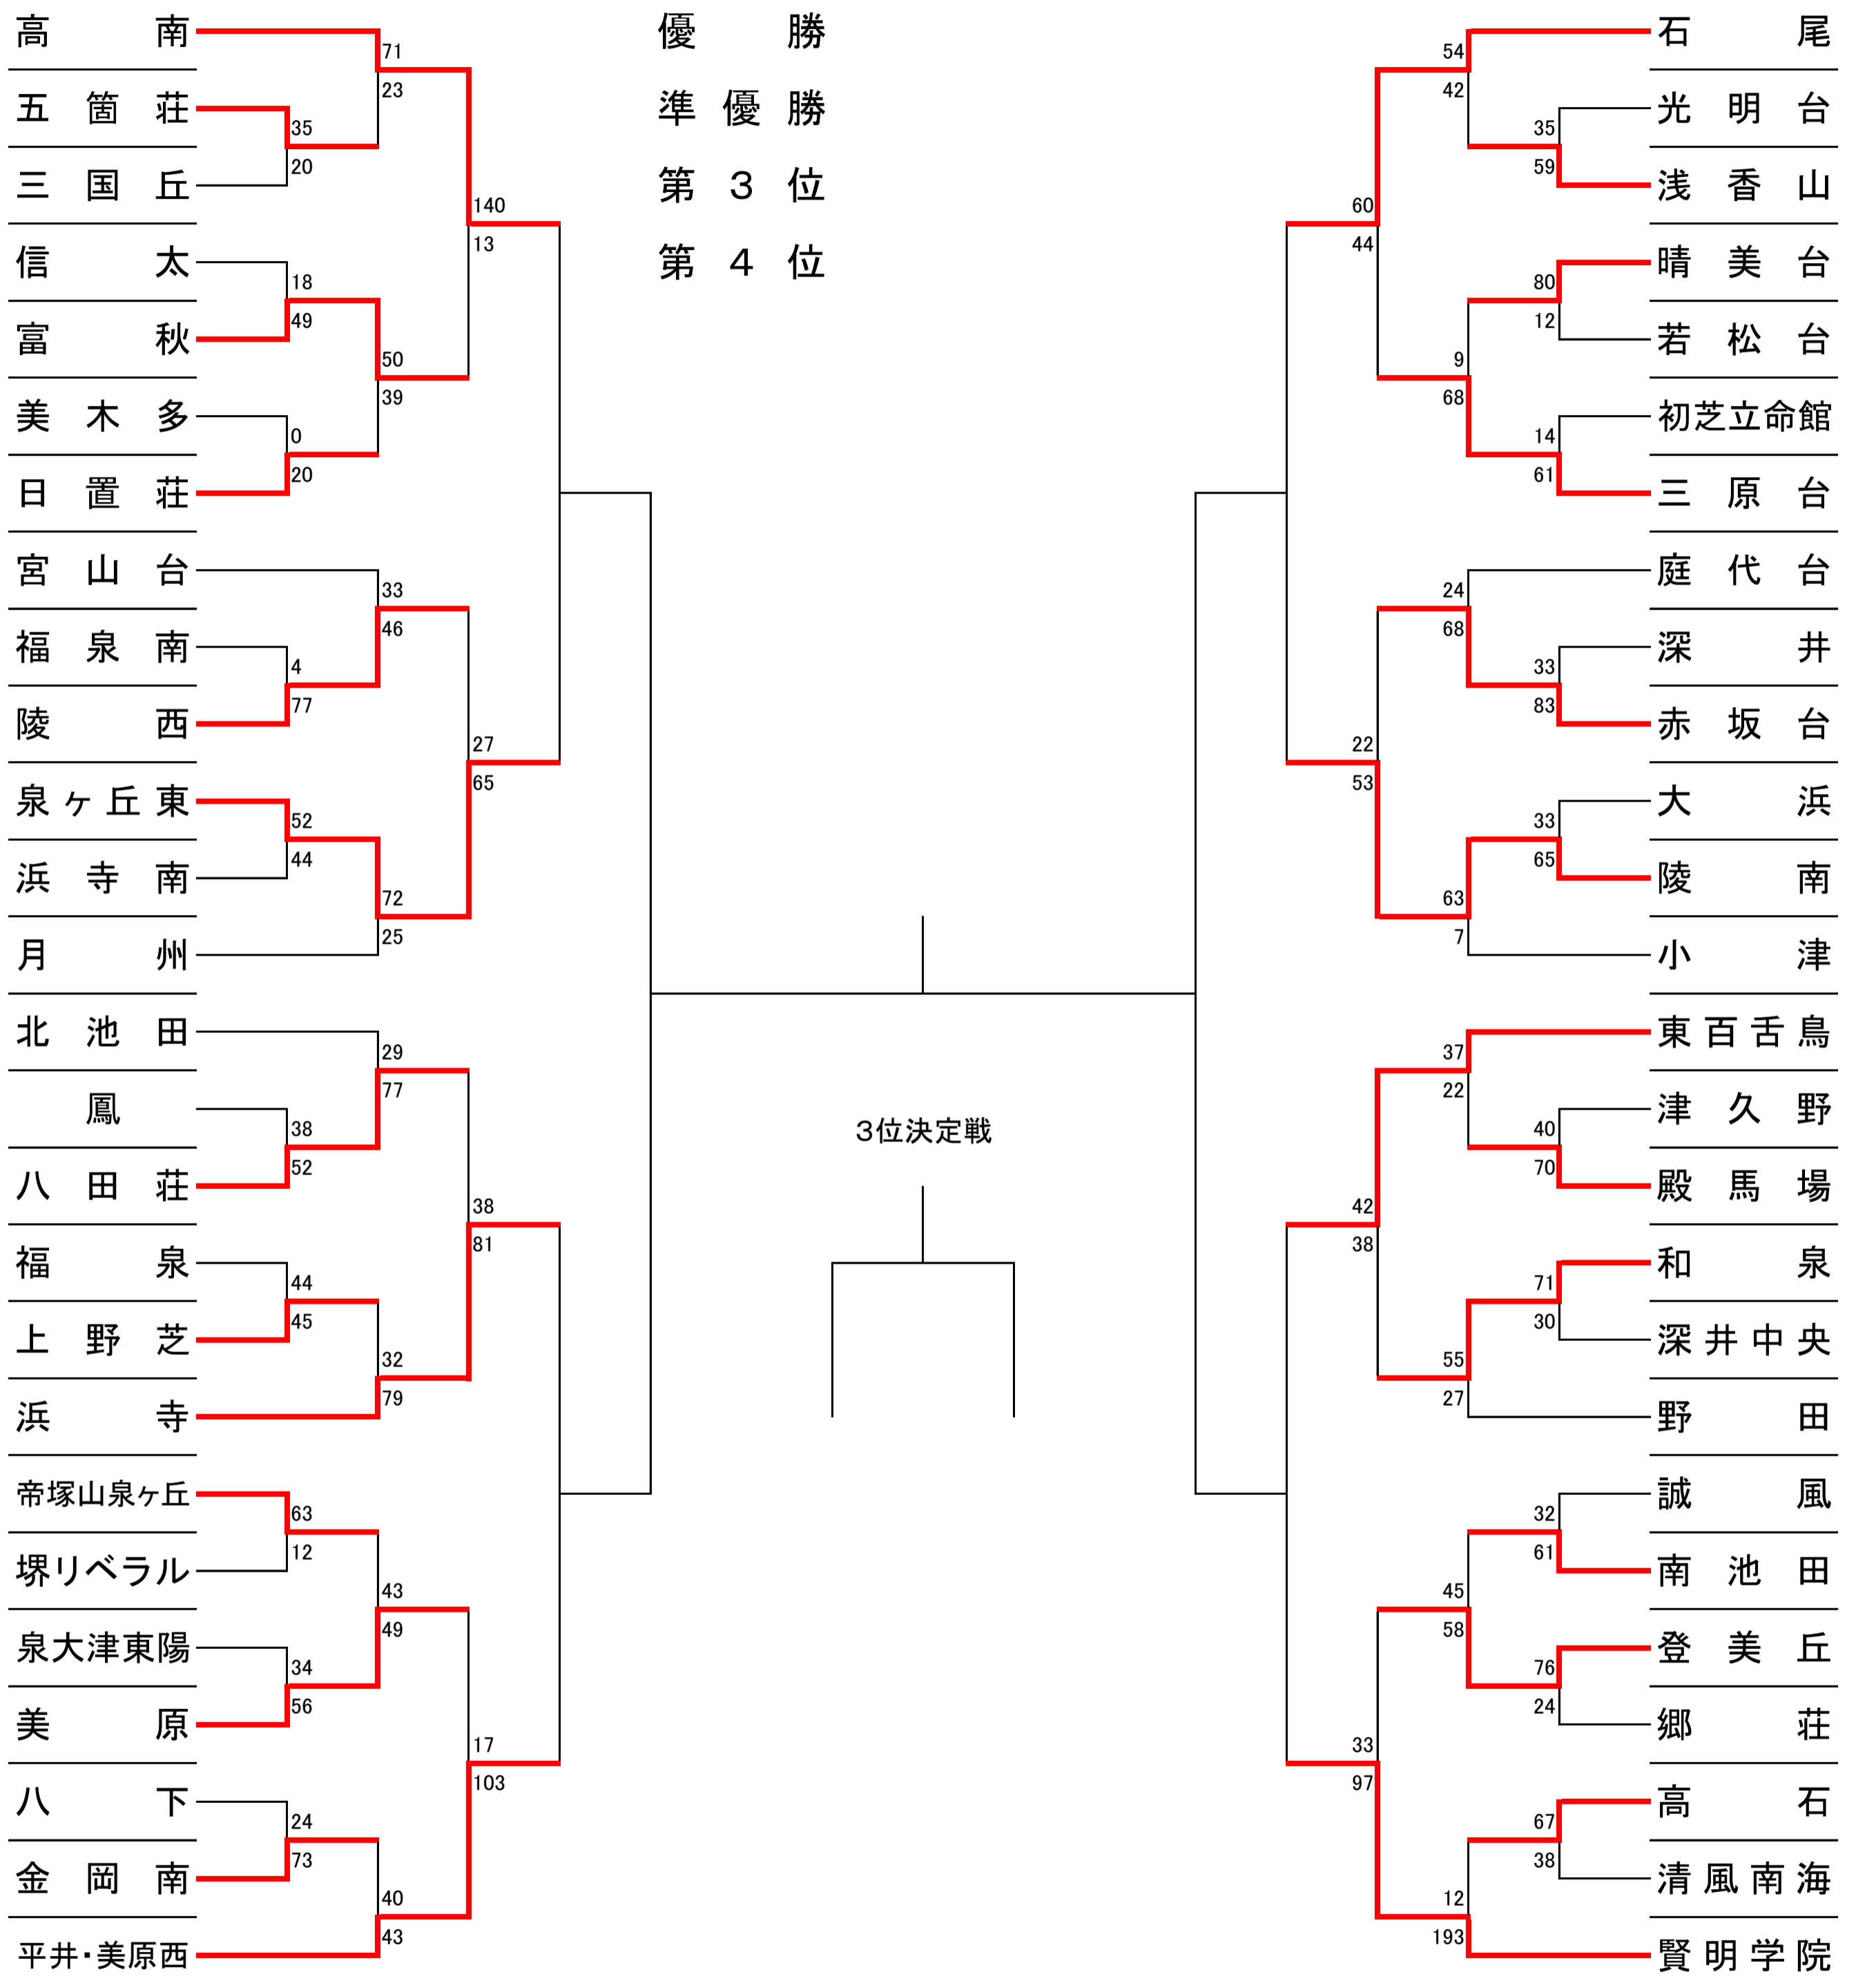 高南
71
23
五箇荘
35
20
三国丘
140
13
信太
18
49
富秋
50
39
美木多
0
20
日置荘
宮山台
33
46
福泉南
4
77
陵西
27
65
泉ヶ丘東
52
44
浜寺南
72
25
月州
北池田
29
77
鳳
38
52
八田荘
38
81
福泉
44
45
上野芝
32
79
浜寺
帝塚山泉ヶ丘
63
12
堺リベラル
43
49
泉大津東陽
34
56
美原
17
103
八下
24
73
金岡南
40
43
平井・美原西
優勝
準優勝
第3位
第4位
3位決定戦
石尾
54
42
光明台
35
59
浅香山
60
44
晴美台
80
12
若松台
9
68
初芝立命館
14
61
三原台
庭代台
24
68
深井
33
83
赤坂台
22
53
大浜
33
65
陵南
63
7
小津
東百舌鳥
37
22
津久野
40
70
殿馬場
42
38
和泉
71
30
深井中央
55
27
野田
誠風
32
61
南池田
45
58
登美丘
76
24
郷荘
33
97
高石
67
38
清風南海
12
193
賢明学院